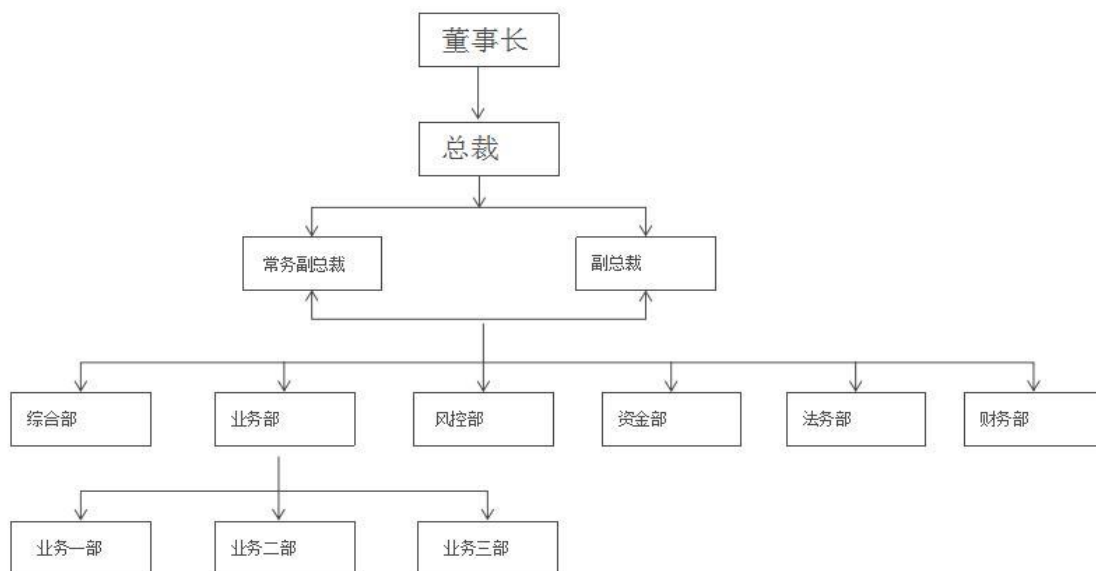 董事长
总裁
常务副总裁
副总裁
综合部
业务部
风控部
资金部
法务部
财务部
业务一部
业务二部
业务三部